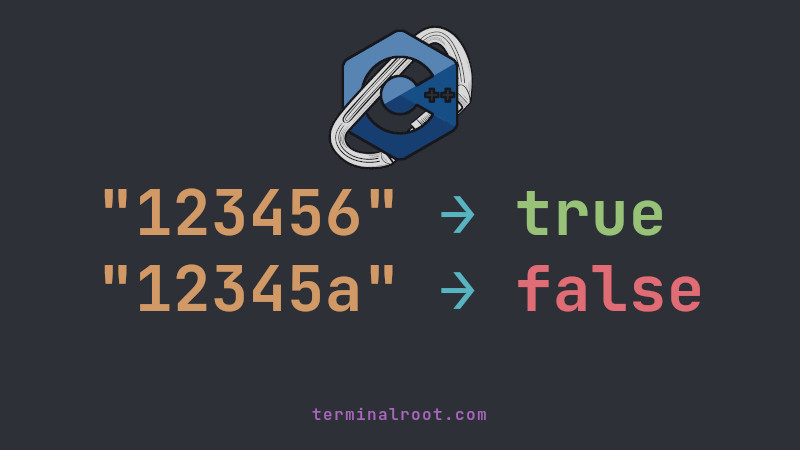 ++
"123456" → true
"12345a" → false
terminalroot.com